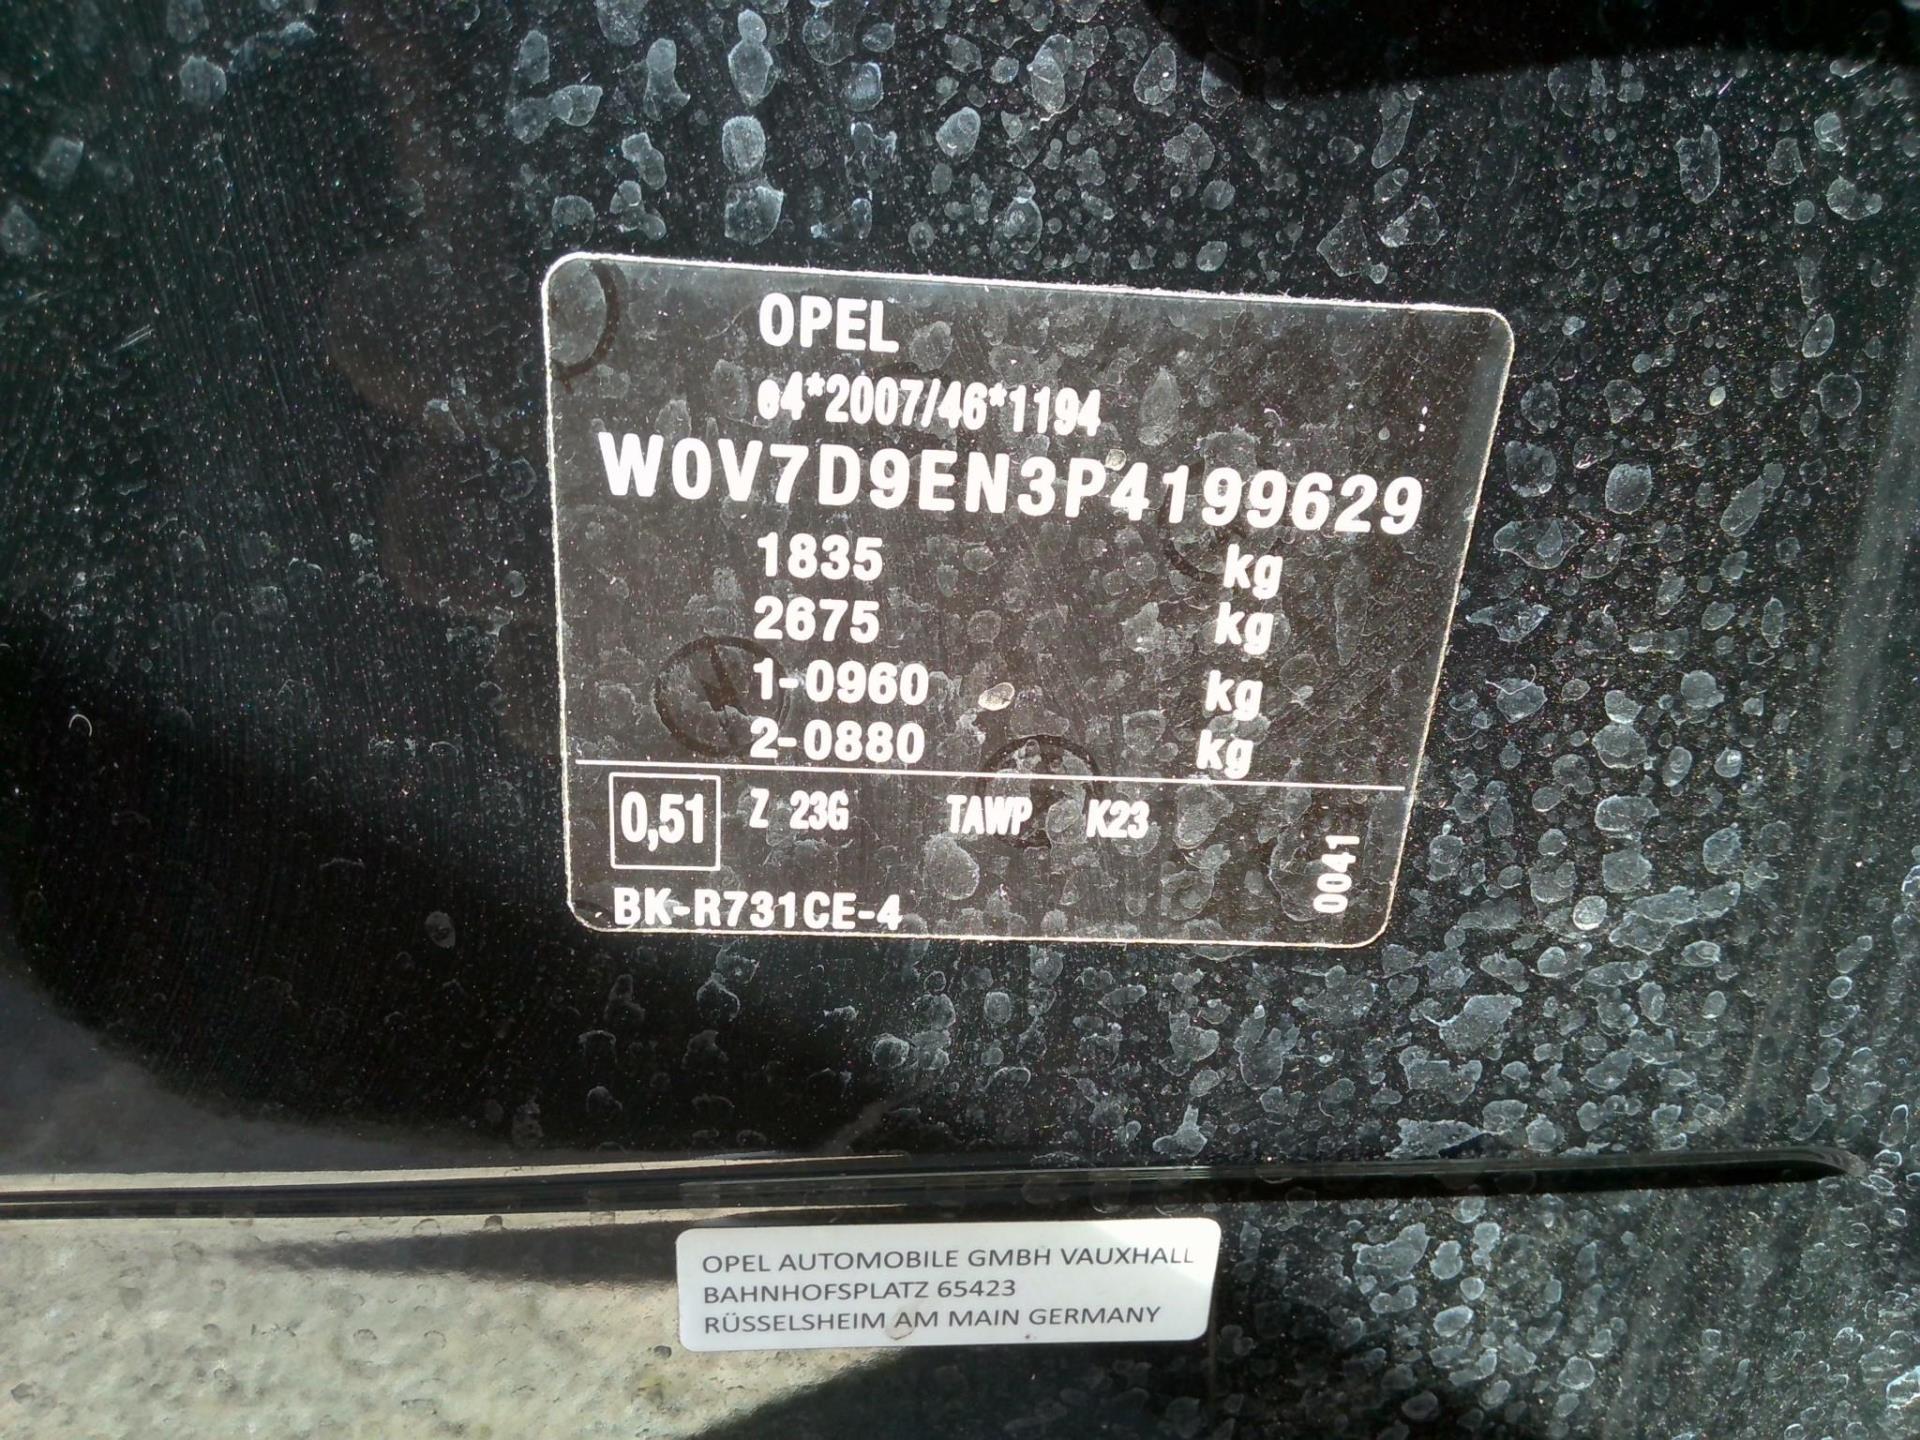 OPEL
e4*2007/46*1194
W0V7D9EN3P4199629
1835 kg
2675 kg
1-0960 kg
2-0880 kg
0,51 Z 23G TAWP K23
0041
BK-R731CE-4
OPEL AUTOMOBILE GMBH VAUXHALL
BAHNHOFSPLATZ 65423
RÜSSELSHEIM AM MAIN GERMANY